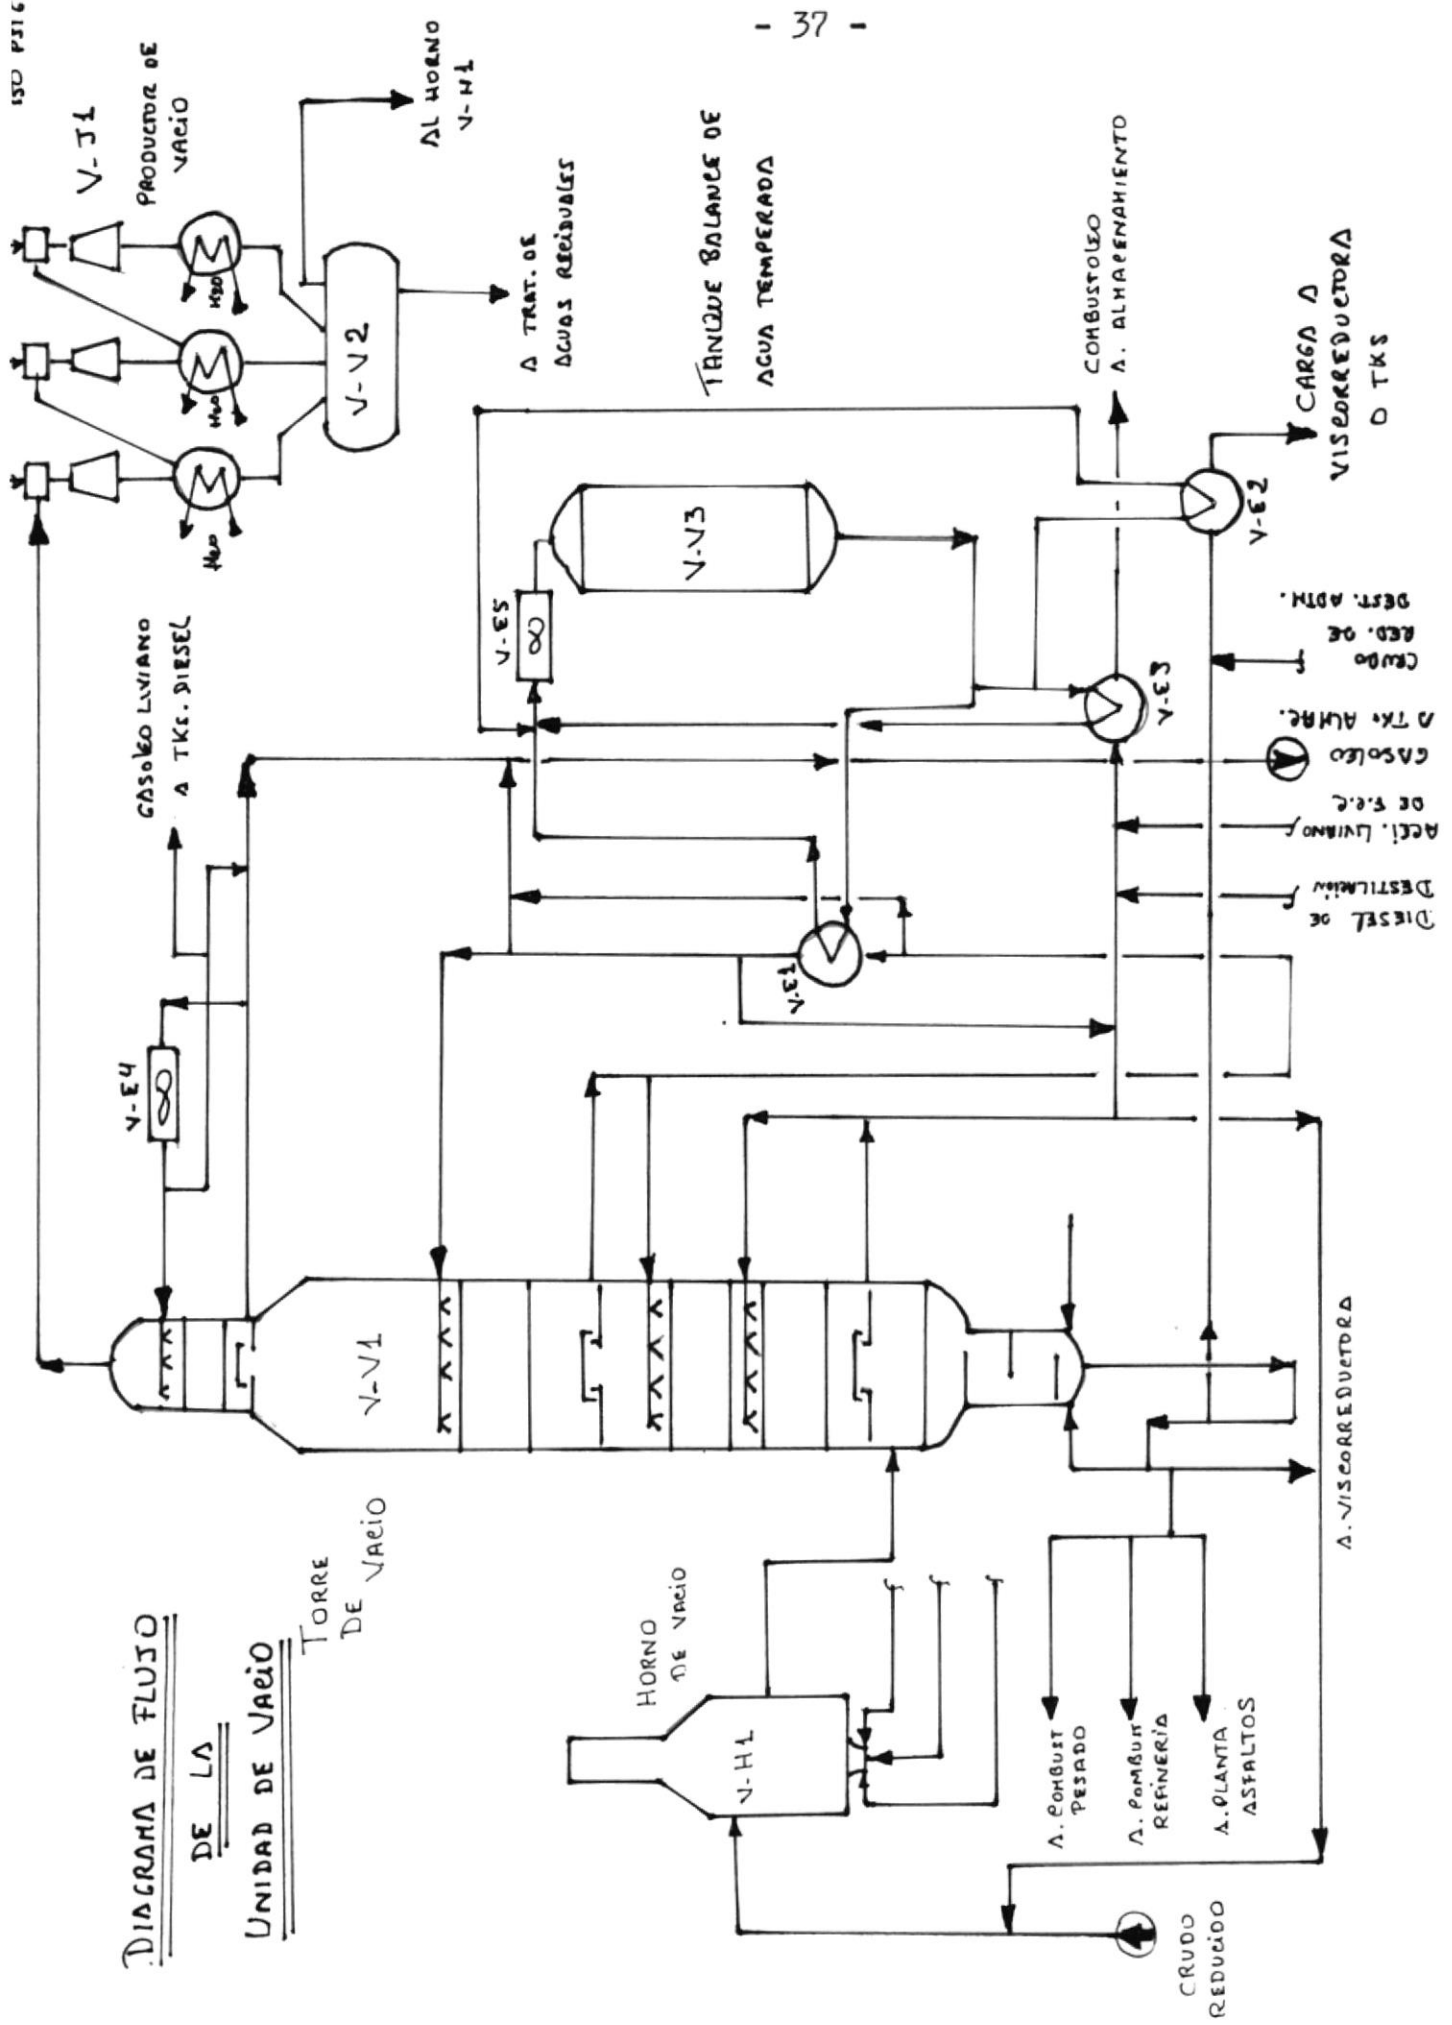 - 37 -
DIAGRAMA DE FLUJO
DE LA
UNIDAD DE VACIO
TORRE
DE VACIO
V-V1
HORNO
DE VACIO
V-H1
CRUDO
REDUCIDO
A. COMBUST
PESADO
A. POMBUST
REFINERIA
A. PLANTA
ASFALTOS
A. VISCORREDUCTORA
V-E4
GASOLEO LIVIANO
A TKS. DIESEL
V-J1
PRODUCTOR DE
VACIO
H2O
H2O
H2O
V-V2
AL HORNO
V-H1
A TRAT. DE
AGUAS RECIDUALES
TANQUE BALANCE DE
AGUA TEMPERADA
V-E5
V-V3
V-E1
V-E3
V-E2
COMBUSTOLEO
A. ALMACENAMIENTO
CARGA A
VISCORREDUCTORA
O TKS
CRUDO
RED. DE
DEST. ADTM.
GASOLEO
A TKS ALMAC.
ACEI. LIVIANO
DE F.C.C
DIESEL DE
DESTILACION